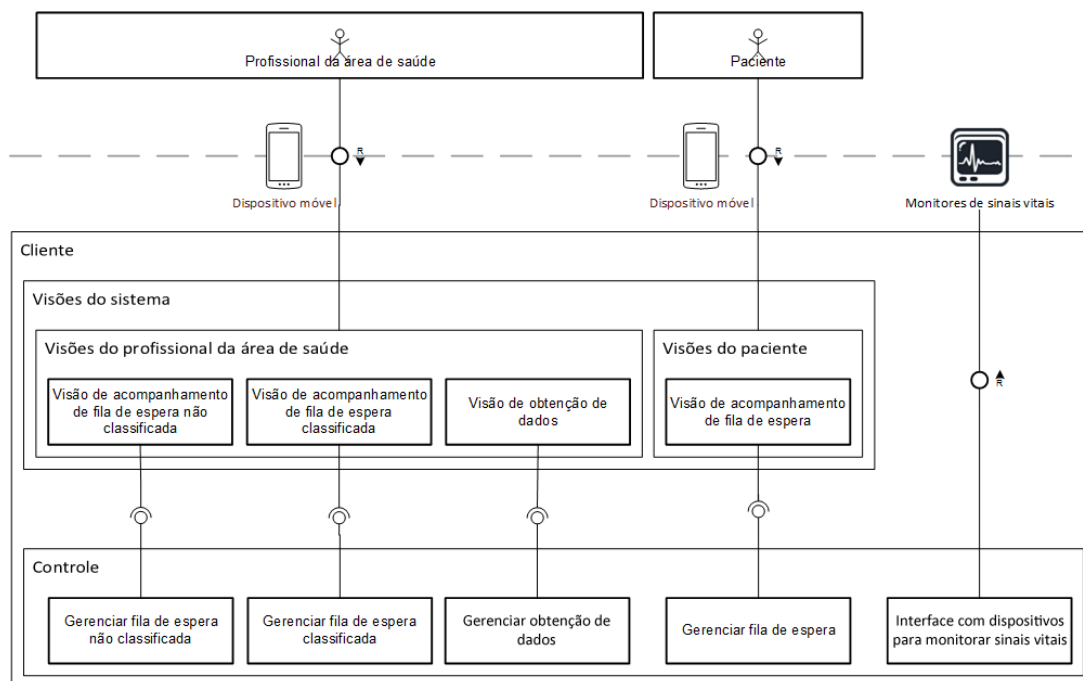 Profissional da área de saúde
Paciente
R
R
Dispositivo móvel
Dispositivo móvel
Monitores de sinais vitais
Cliente
Visões do sistema
Visões do profissional da área de saúde
Visões do paciente
Visão de acompanhamento
de fila de espera não
classificada
Visão de acompanhamento
de fila de espera
classificada
Visão de obtenção de
dados
Visão de acompanhamento
de fila de espera
R
Controle
Gerenciar fila de espera
não classificada
Gerenciar fila de espera
classificada
Gerenciar obtenção de
dados
Gerenciar fila de espera
Interface com dispositivos
para monitorar sinais vitais